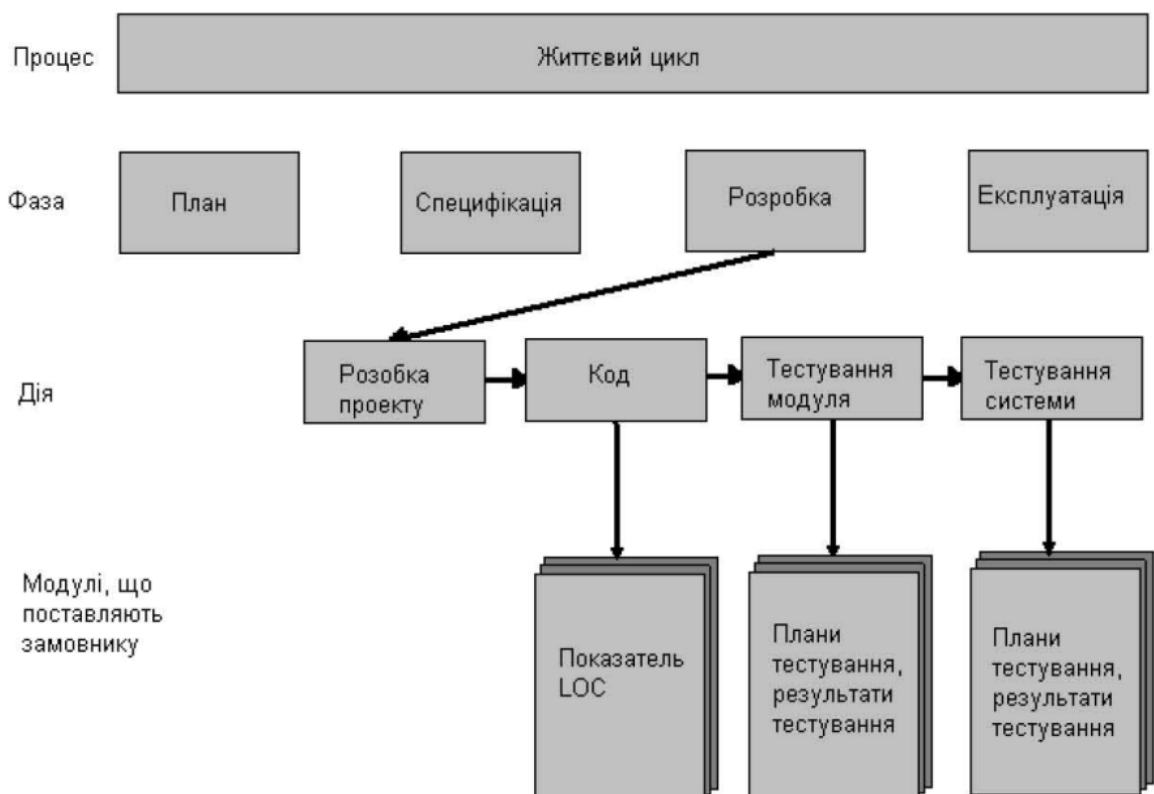 Процес
Життєвий цикл
Фаза
План
Специфікація
Розробка
Експлуатація
Дія
Розобка
проекту
Код
Тестування
модуля
Тестування
системи
Модулі, що
поставляють
замовнику
Показатель
LOC
Плани
тестування,
результати
тестування
Плани
тестування,
результати
тестування